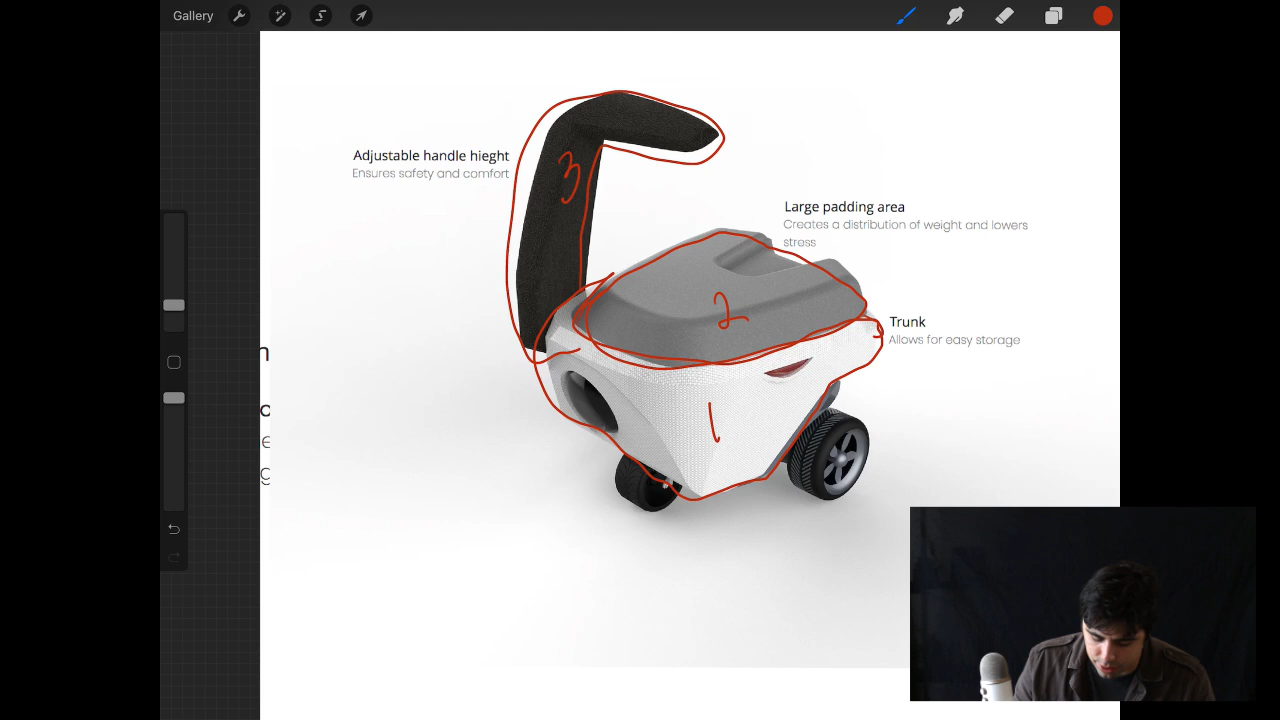 Gallery
Adjustable handle hieght
Ensures safety and comfort
3
Large padding area
Creates a distribution of weight and lowers
stress
2
Trunk
Allows for easy storage
1